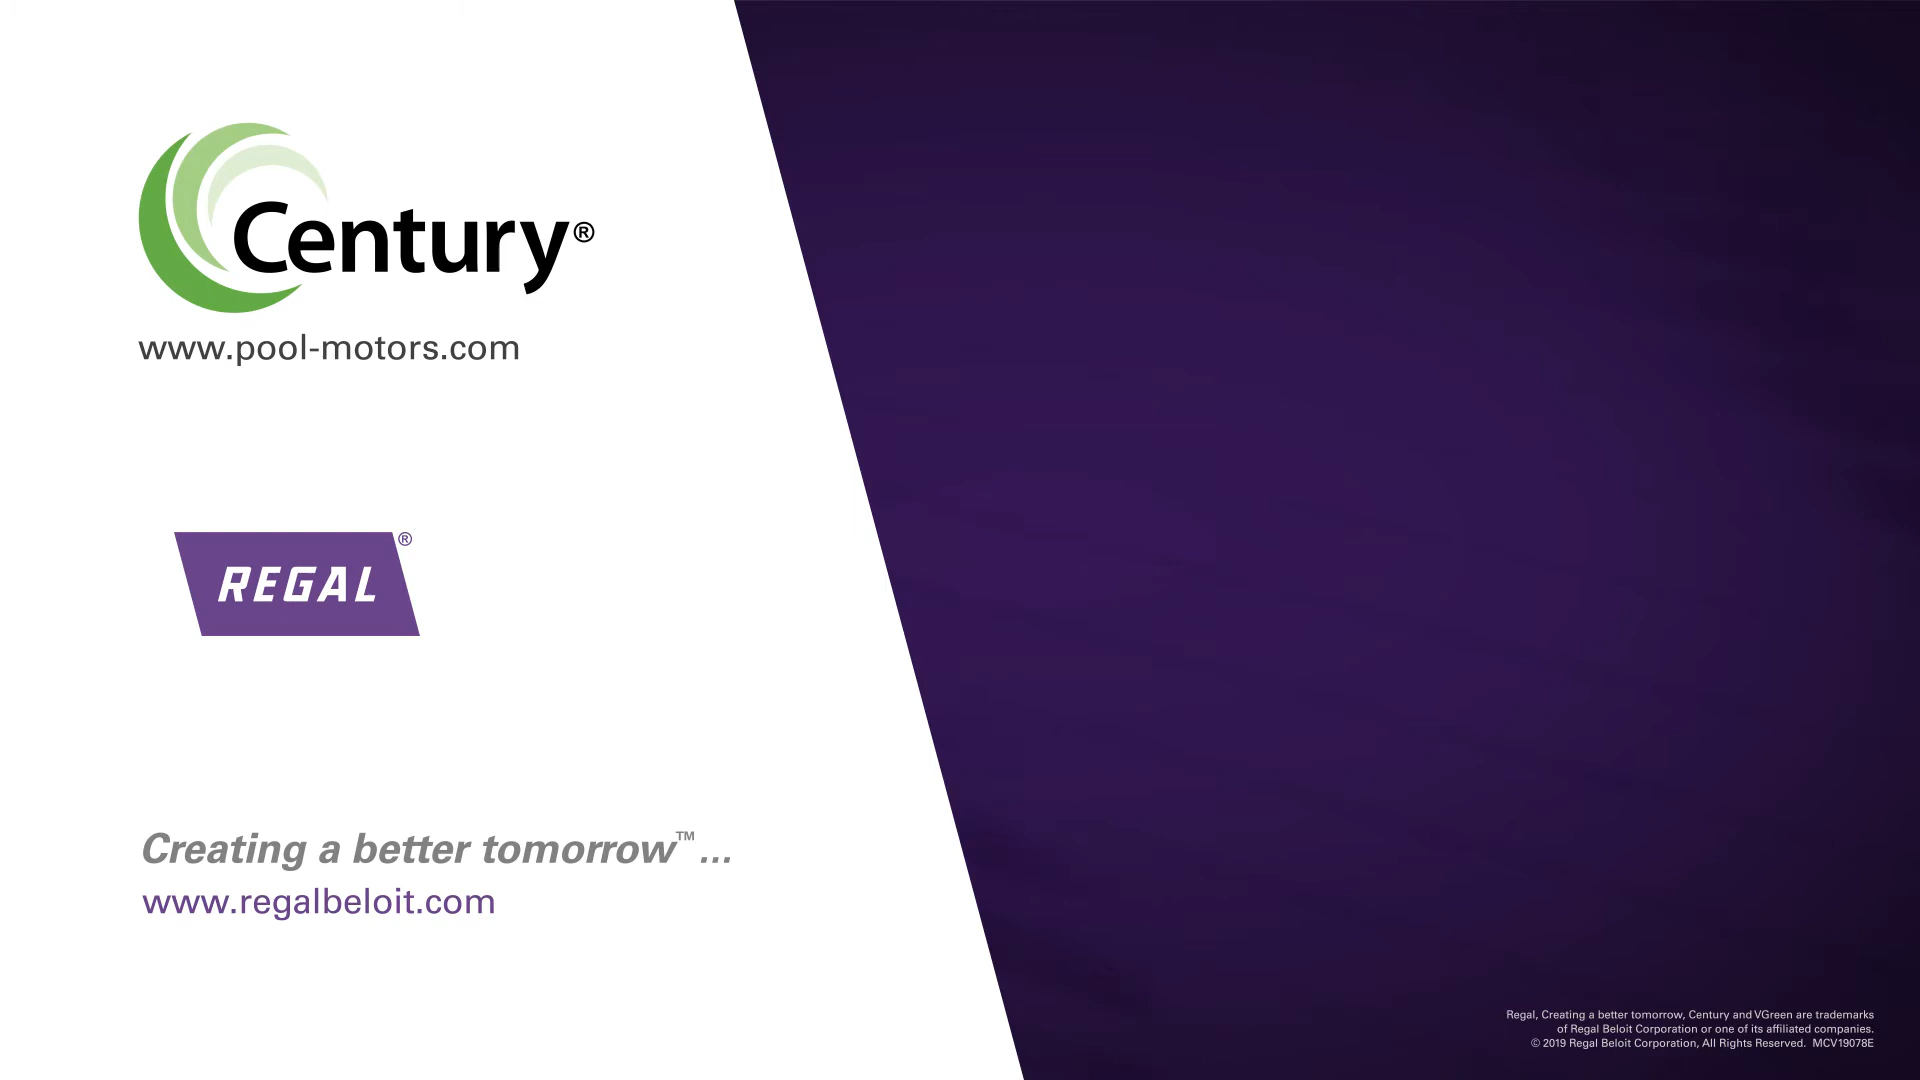 Century®
www.pool-motors.com
REGAL®
Creating a better tomorrow™...
www.regalbeloit.com
Regal, Creating a better tomorrow, Century and VGreen are trademarks
of Regal Beloit Corporation or one of its affiliated companies.
© 2019 Regal Beloit Corporation, All Rights Reserved.  MCV19078E